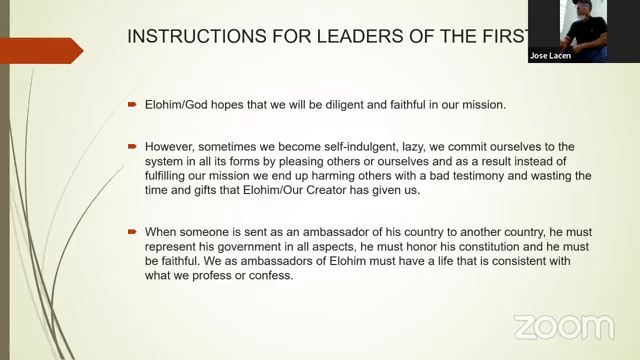 INSTRUCTIONS FOR LEADERS OF THE FIRST
Jose Lacen
Elohim/God hopes that we will be diligent and faithful in our mission.
However, sometimes we become self-indulgent, lazy, we commit ourselves to the
system in all its forms by pleasing others or ourselves and as a result instead of
fulfilling our mission we end up harming others with a bad testimony and wasting the
time and gifts that Elohim/Our Creator has given us.
When someone is sent as an ambassador of his country to another country, he must
represent his government in all aspects, he must honor his constitution and he must
be faithful. We as ambassadors of Elohim must have a life that is consistent with
what we profess or confess.
zoom